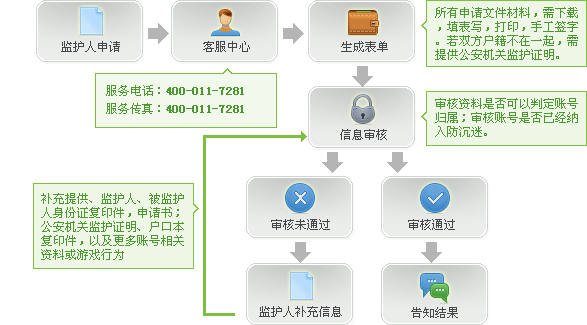 监护人申请
客服中心
生成表单
所有申请文件材料，需下载
，填表写，打印，手工签字
。若双方户籍不在一起，需
提供公安机关监护证明。
服务电话：400-011-7281
服务传真：400-011-7281
信息审核
审核资料是否可以判定账号
归属；审核账号是否已经纳
入防沉迷。
审核未通过
审核通过
补充提供、监护人、被监护
人身份证复印件，申请书；
公安机关监护证明、户口本
复印件，以及更多账号相关
资料或游戏行为
监护人补充信息
告知结果